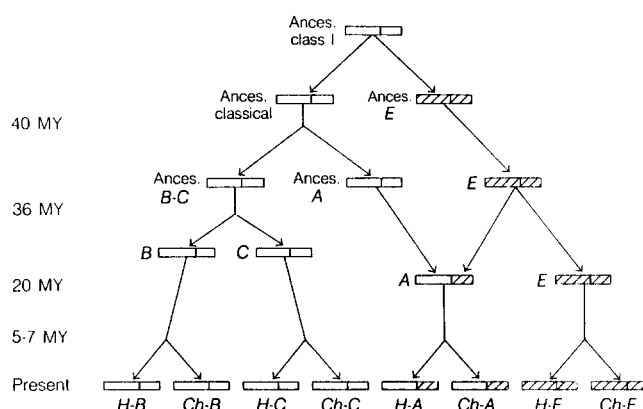 Ances.
class I
Ances.
classical
Ances.
E
40 MY
Ances.
B-C
Ances.
A
E
36 MY
B
C
A
E
20 MY
5-7 MY
Present
H-B
Ch-B
H-C
Ch-C
H-A
Ch-A
H-E
Ch-E